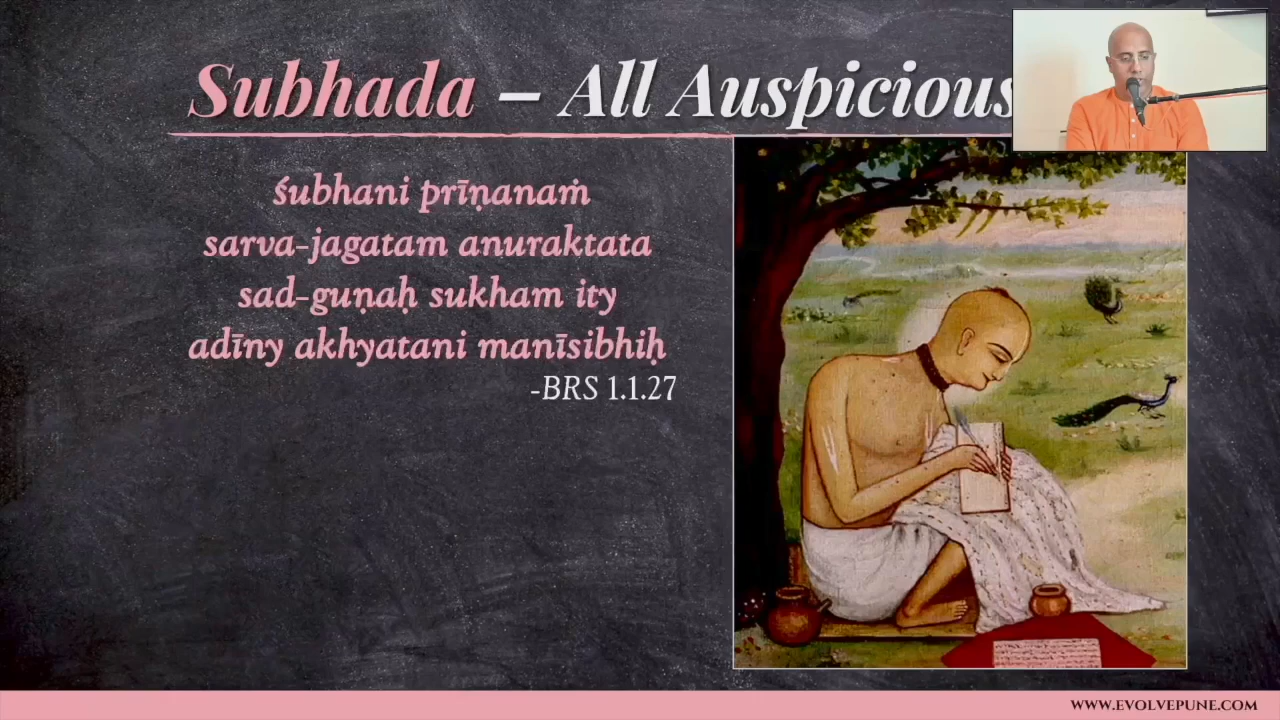 Subhada – All Auspicious
śubhani prīṇanaṁ
sarva-jagatam anuraktata
sad-guṇaḥ sukham ity
adīny akhyatani manīsibhiḥ
-BRS 1.1.27
WWW.EVOLVEPUNE.COM